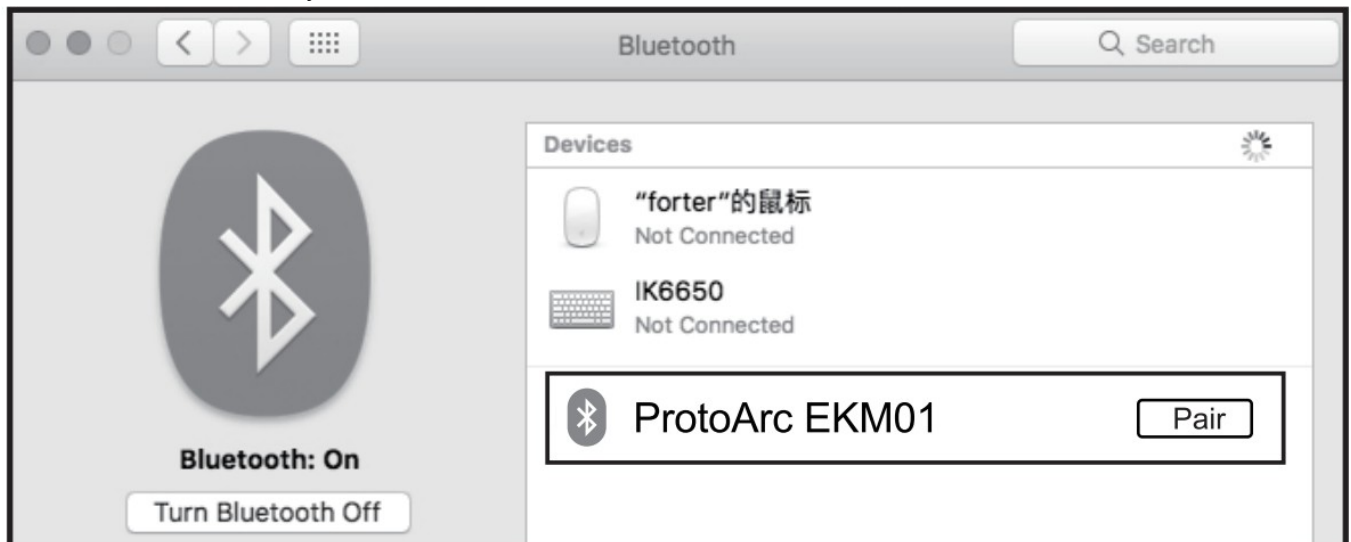 Bluetooth
Search
Devices
“forter”的鼠标
Not Connected
IK6650
Not Connected
ProtoArc EKM01
Pair
Bluetooth: On
Turn Bluetooth Off